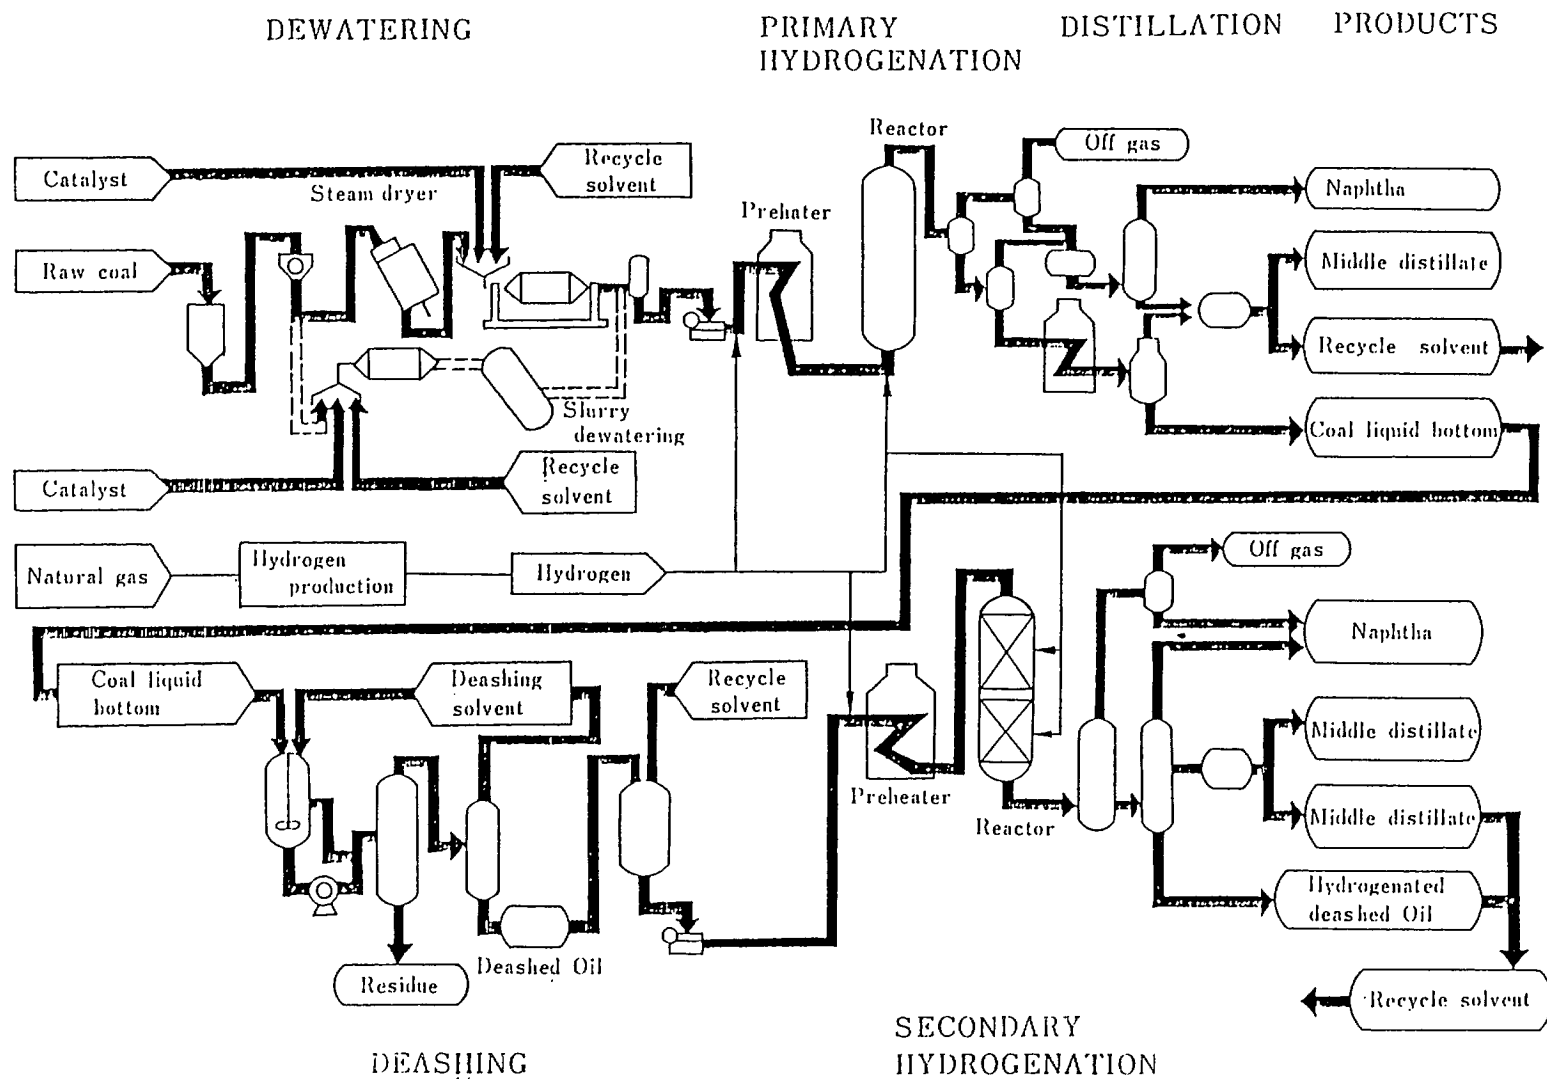 DEWATERING
PRIMARY
HYDROGENATION
DISTILLATION
PRODUCTS
Catalyst
Recycle
solvent
Steam dryer
Raw coal
Prehater
Reactor
Off gas
Naphtha
Middle distillate
Recycle solvent
Coal liquid bottom
Slurry
dewatering
Catalyst
Recycle
solvent
Natural gas
Hydrogen
production
Hydrogen
Off gas
Naphtha
Coal liquid
bottom
Deashing
solvent
Recycle
solvent
Preheater
Reactor
Middle distillate
Middle distillate
Hydrogenated
deashed Oil
Deashed Oil
Residue
Recycle solvent
SECONDARY
HYDROGENATION
DEASHING